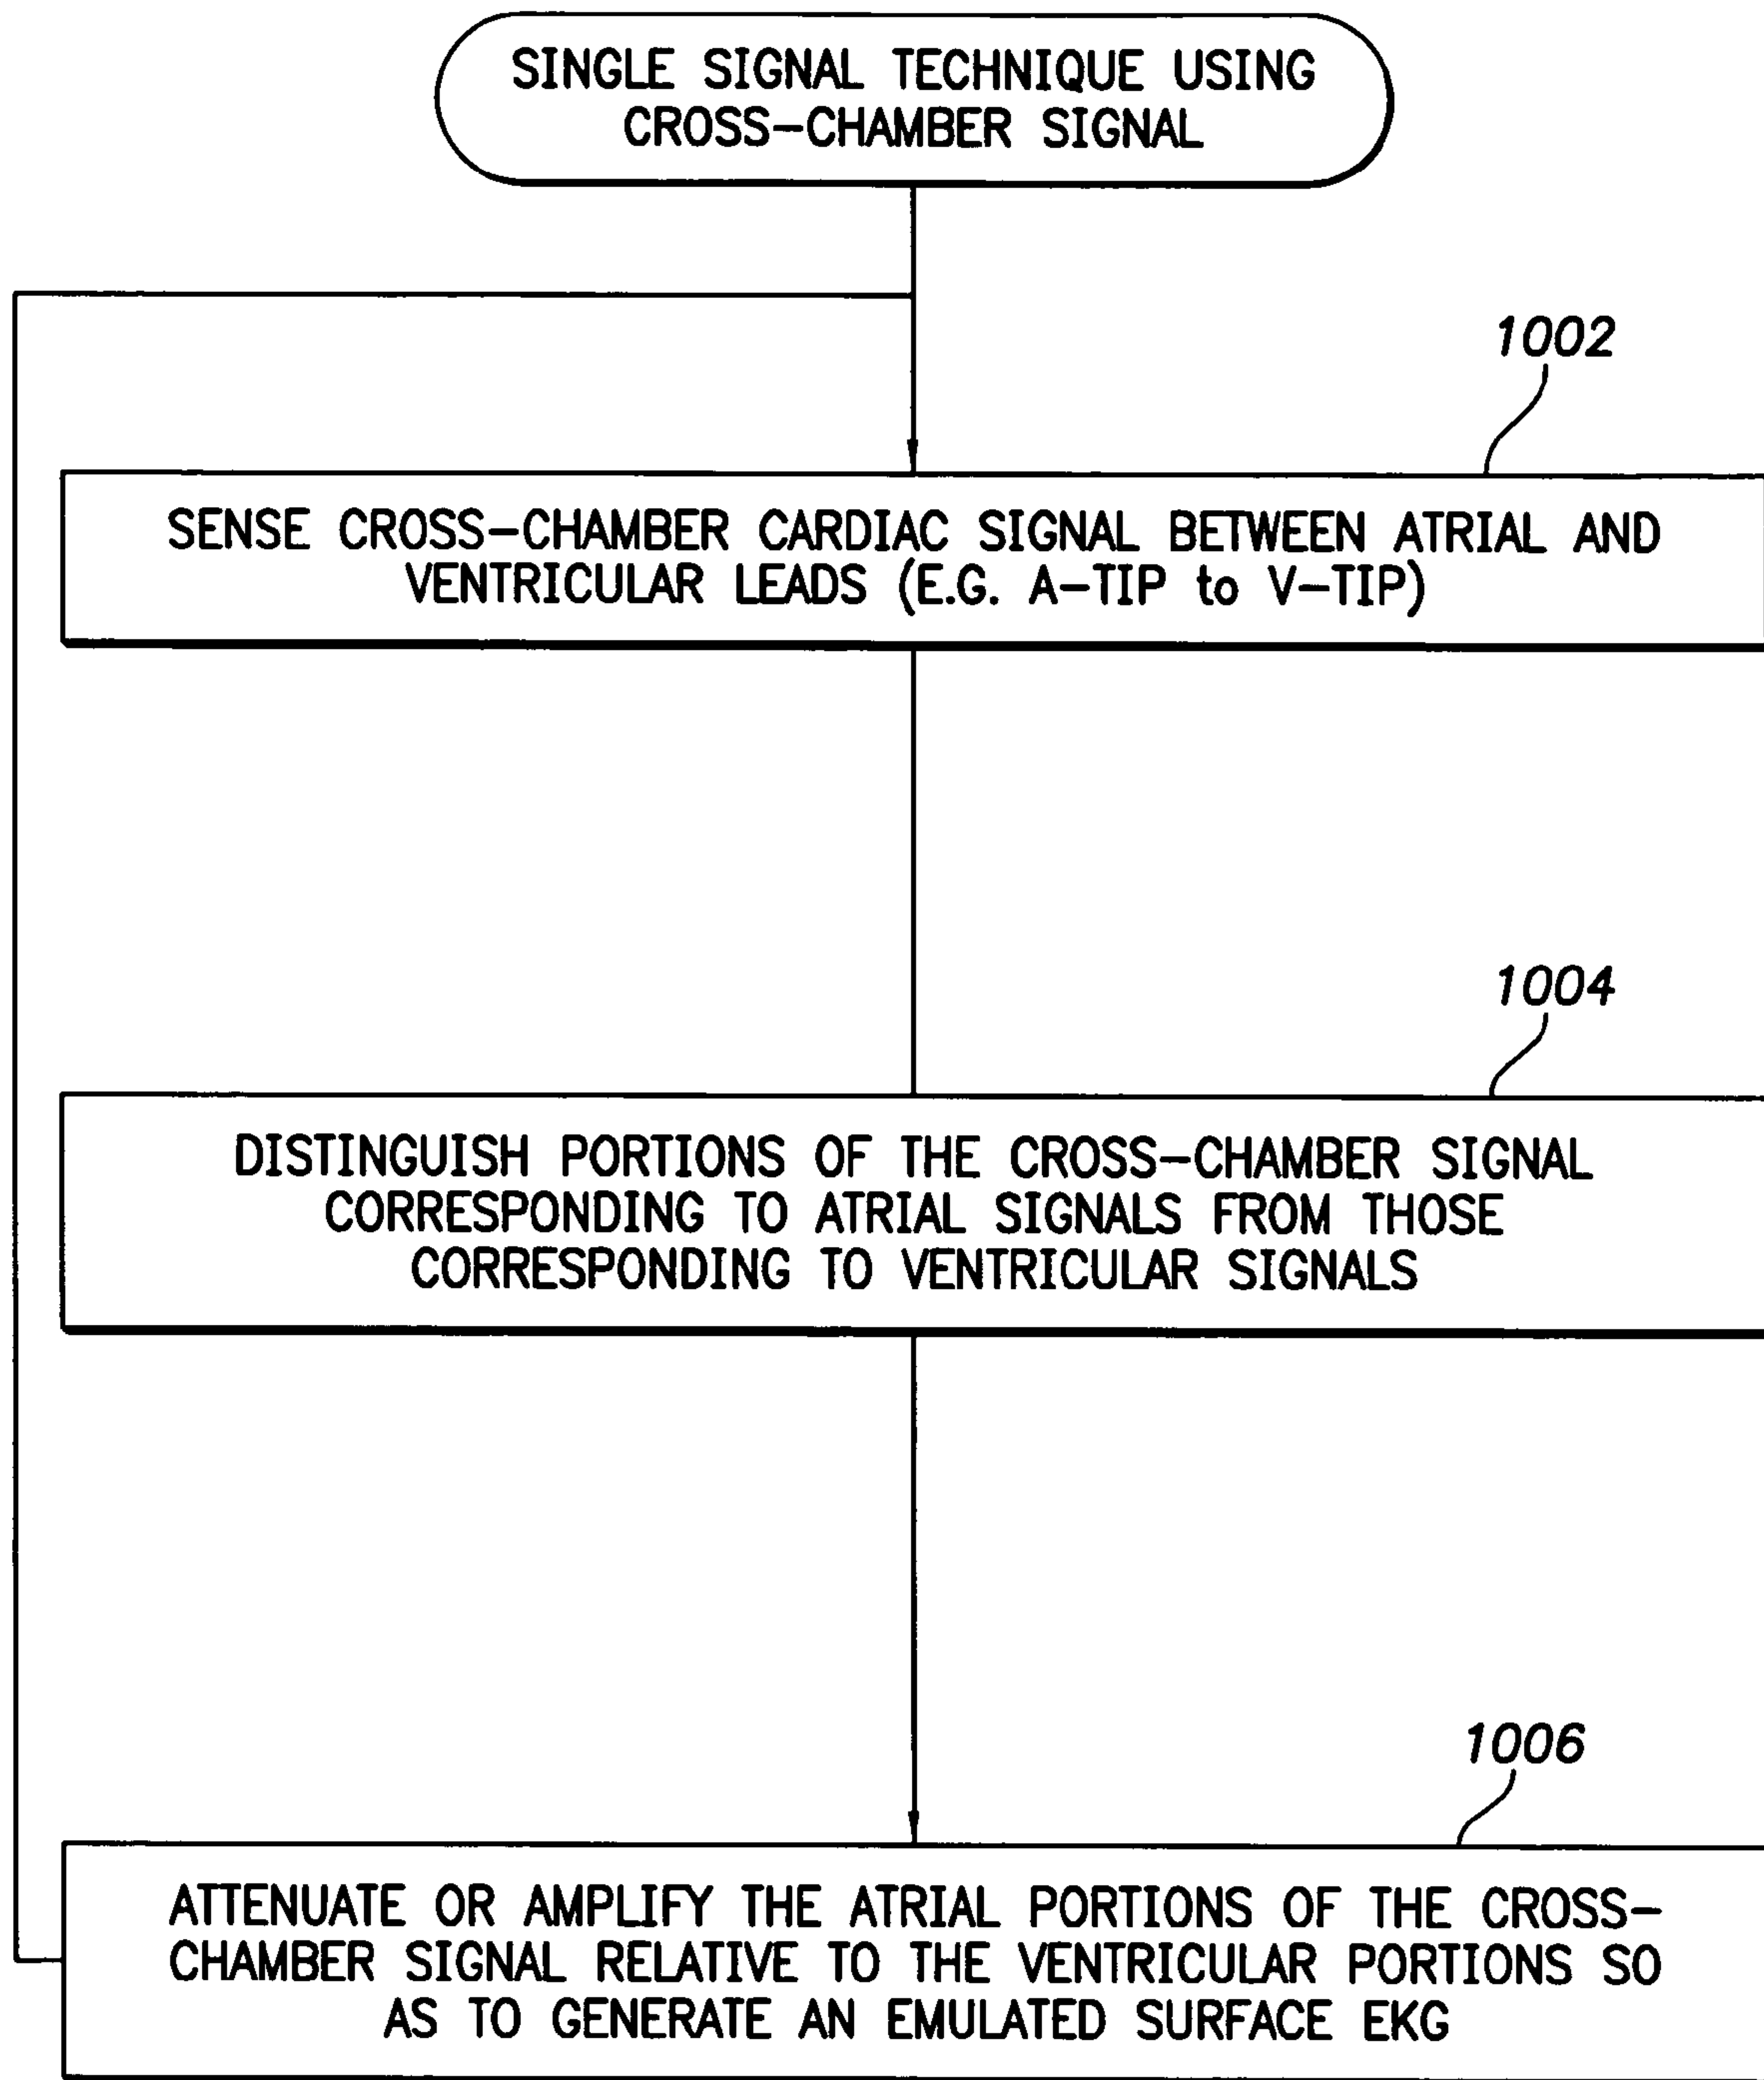 SINGLE SIGNAL TECHNIQUE USING
CROSS-CHAMBER SIGNAL
1002
SENSE CROSS-CHAMBER CARDIAC SIGNAL BETWEEN ATRIAL AND
VENTRICULAR LEADS (E.G. A-TIP to V-TIP)
1004
DISTINGUISH PORTIONS OF THE CROSS-CHAMBER SIGNAL
CORRESPONDING TO ATRIAL SIGNALS FROM THOSE
CORRESPONDING TO VENTRICULAR SIGNALS
1006
ATTENUATE OR AMPLIFY THE ATRIAL PORTIONS OF THE CROSS-
CHAMBER SIGNAL RELATIVE TO THE VENTRICULAR PORTIONS SO
AS TO GENERATE AN EMULATED SURFACE EKG